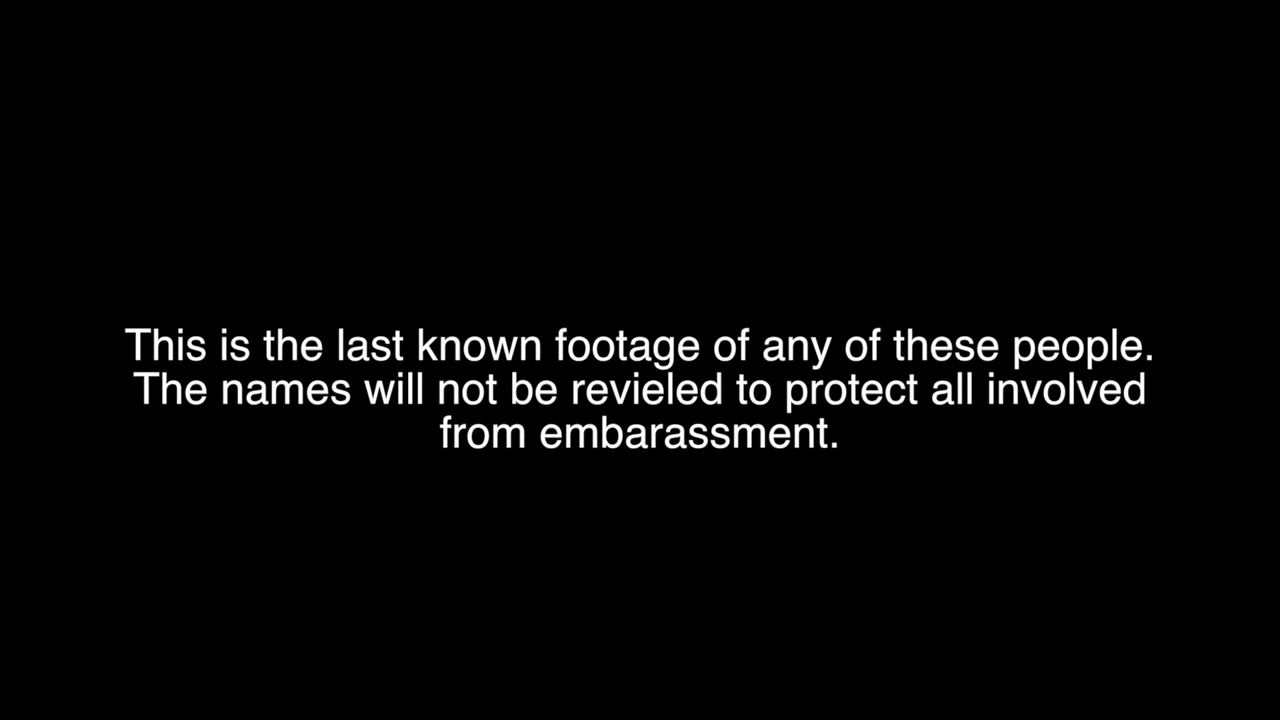 This is the last known footage of any of these people.
The names will not be revieled to protect all involved
from embarassment.